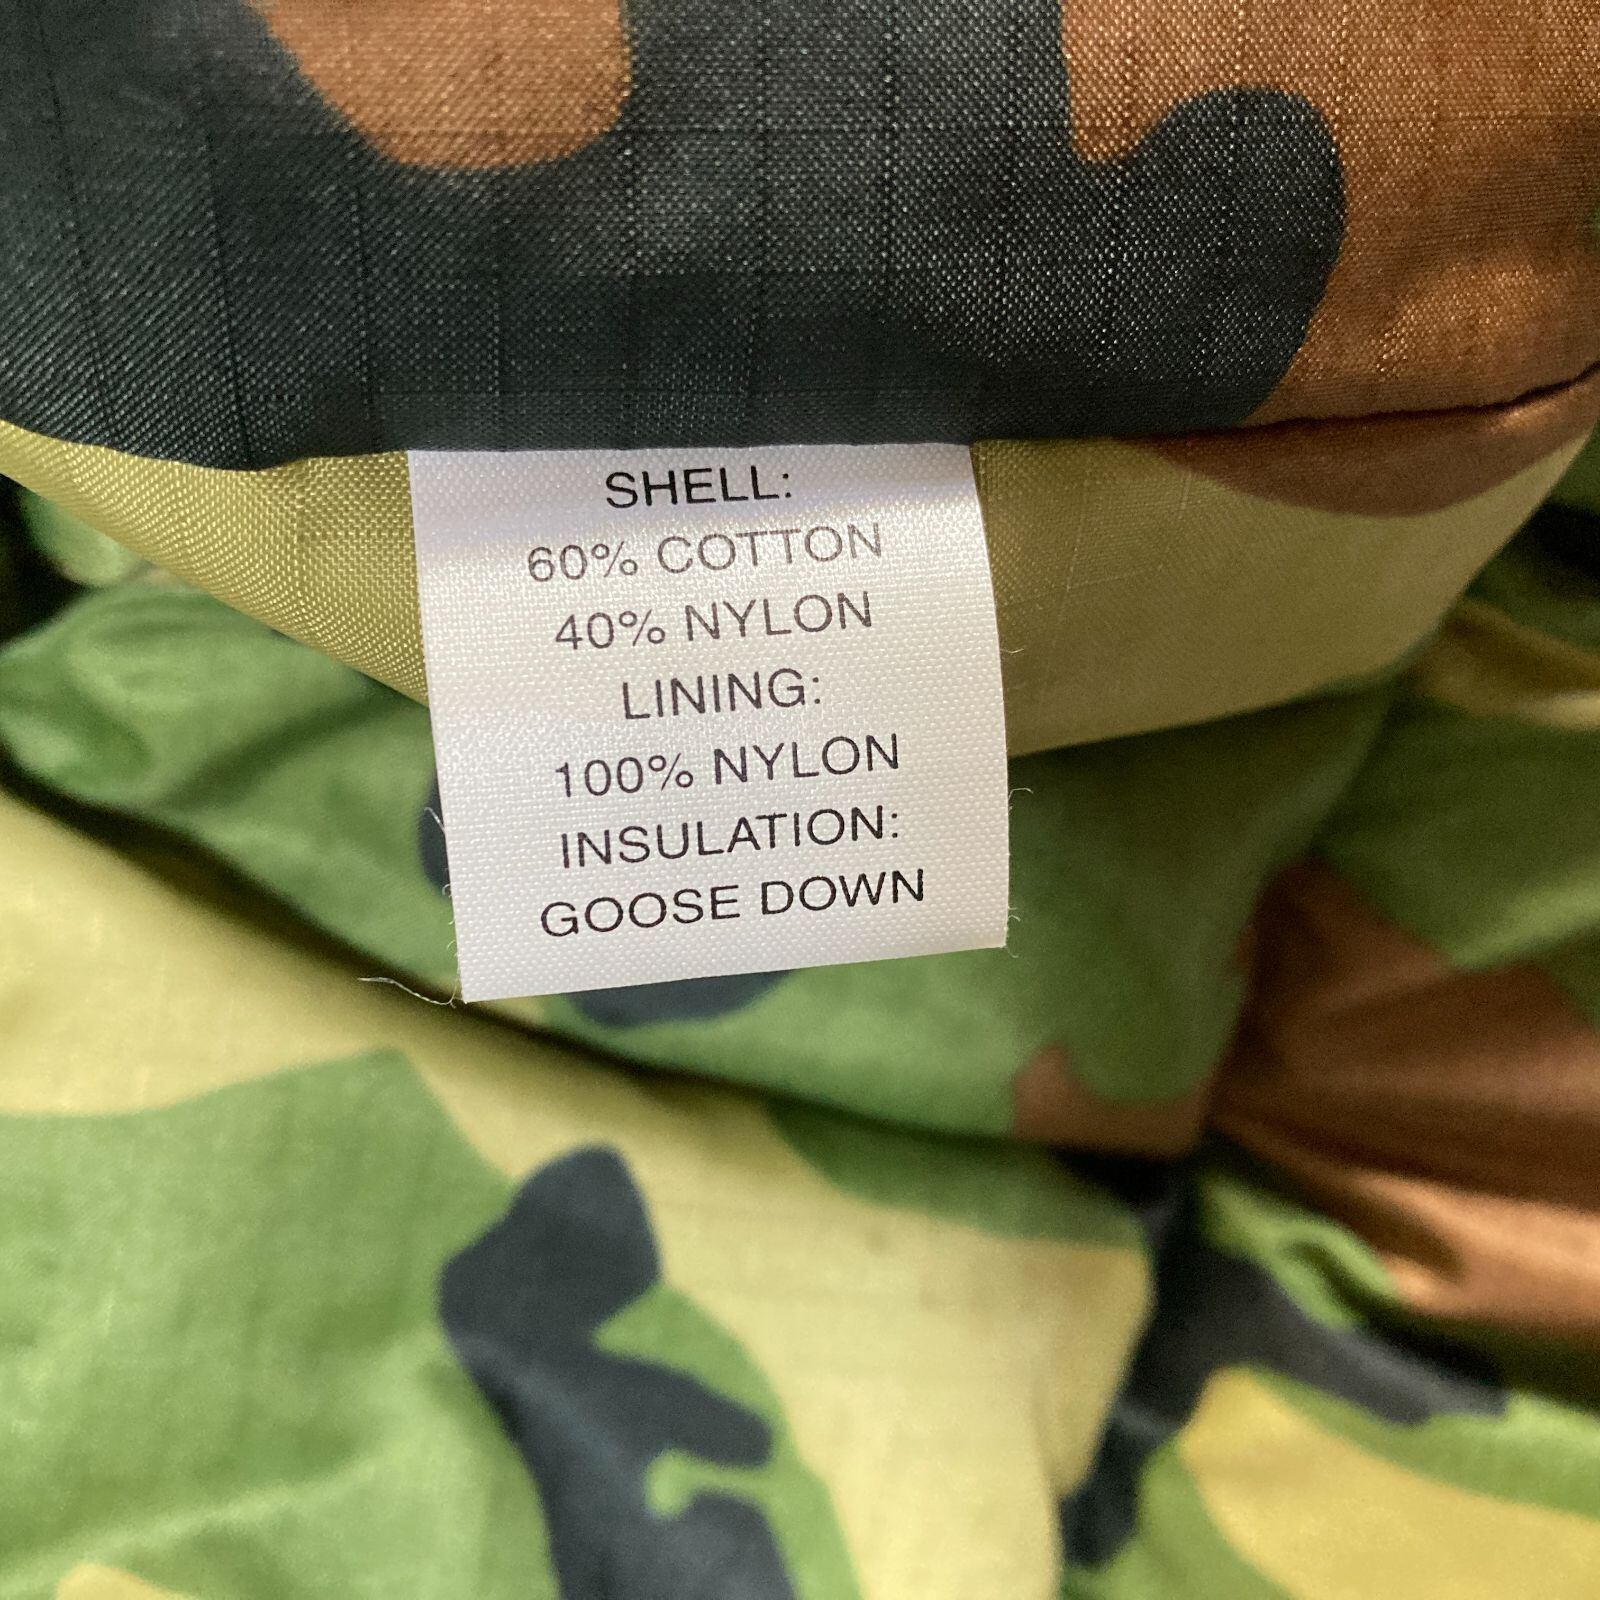 SHELL:
60% COTTON
40% NYLON
LINING:
100% NYLON
INSULATION:
GOOSE DOWN